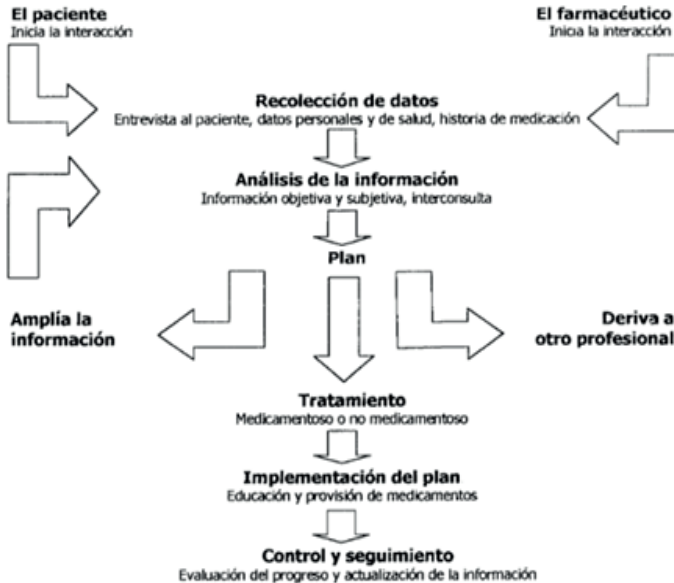 El paciente
Inicia la interacción
El farmacéutico
Inicia la interacción
Recolección de datos
Entrevista al paciente, datos personales y de salud, historia de medicación
Análisis de la información
Información objetiva y subjetiva, interconsulta
Plan
Amplía la
información
Deriva a
otro profesional
Tratamiento
Medicamentoso o no medicamentoso
Implementación del plan
Educación y provisión de medicamentos
Control y seguimiento
Evaluación del progreso y actualización de la información